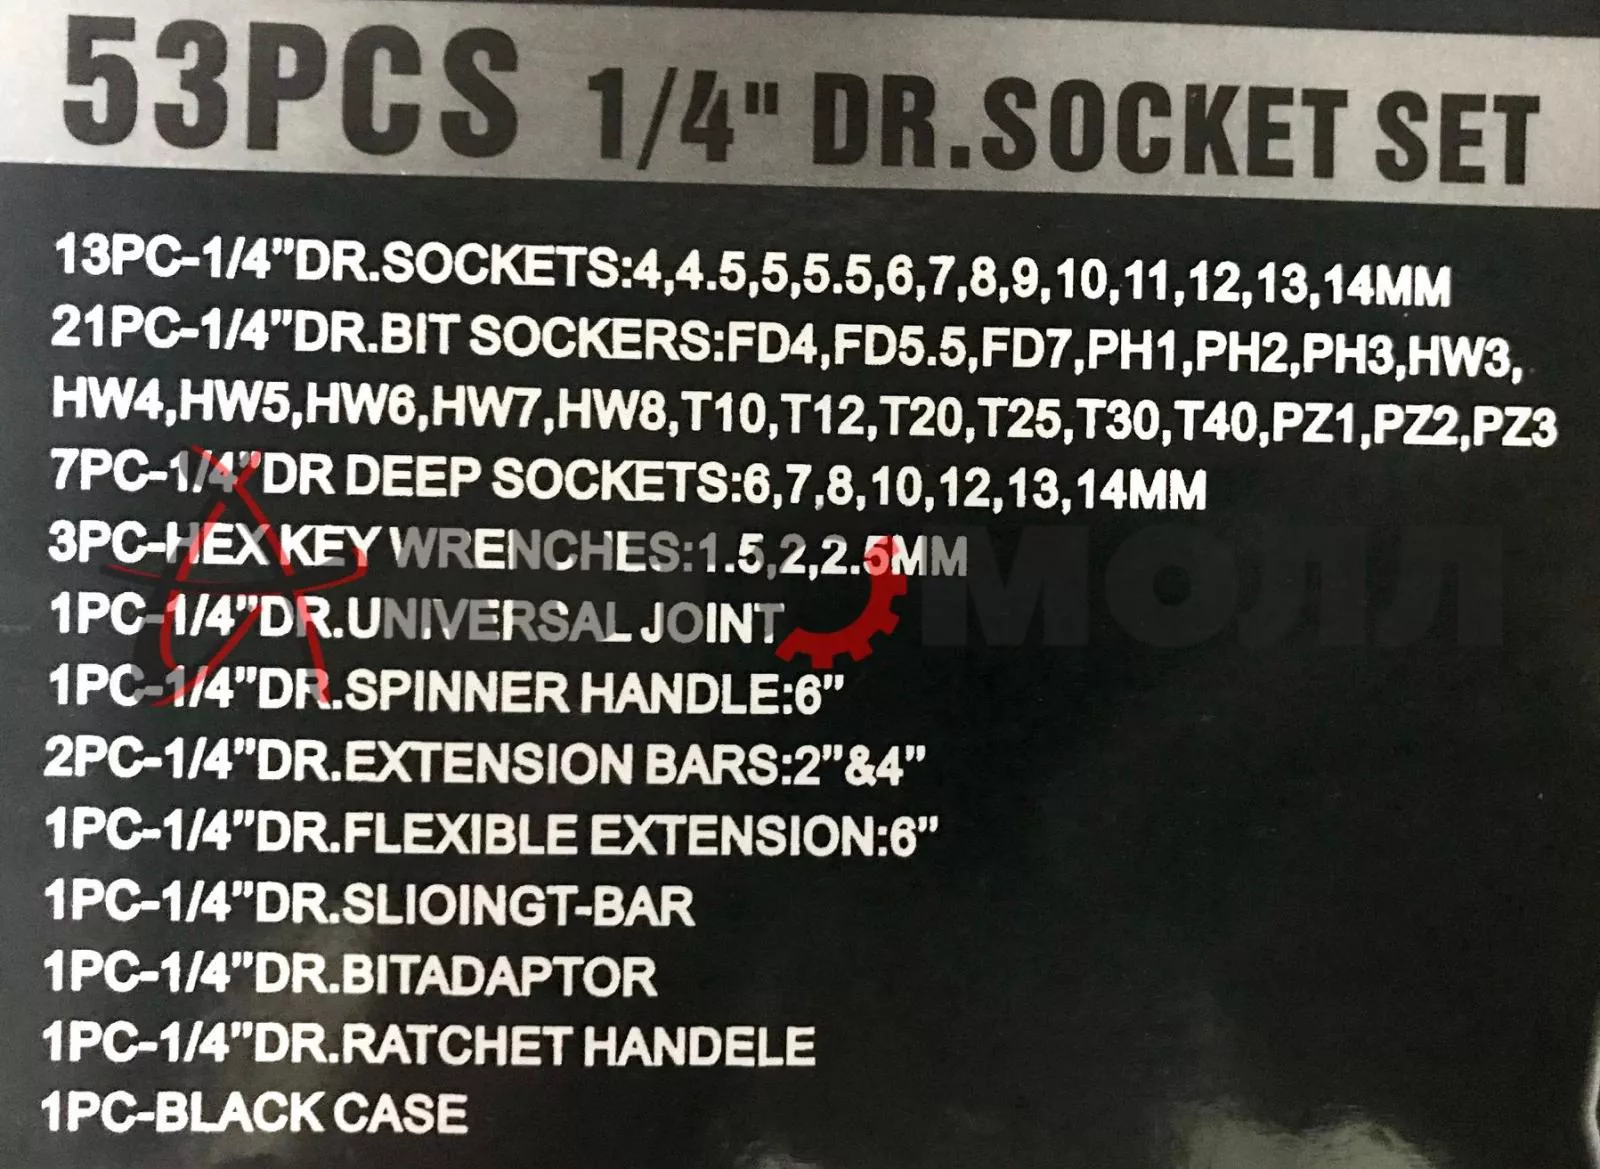 53PCS 1/4" DR.SOCKET SET
13PC-1/4"DR.SOCKETS:4,4.5,5,5.5,6,7,8,9,10,11,12,13,14MM
21PC-1/4"DR.BIT SOCKERS:FD4,FD5.5,FD7,PH1,PH2,PH3,HW3,
HW4,HW5,HW6,HW7,HW8,T10,T12,T20,T25,T30,T40,PZ1,PZ2,PZ3
7PC-1/4"DR DEEP SOCKETS:6,7,8,10,12,13,14MM
3PC-HEX KEY WRENCHES:1.5,2,2.5MM
МОЛЛ
1PC-1/4"DR.UNIVERSAL JOINT
1PC-1/4"DR.SPINNER HANDLE:6"
2PC-1/4"DR.EXTENSION BARS:2"&4"
1PC-1/4"DR.FLEXIBLE EXTENSION:6"
1PC-1/4"DR.SLIOINGT-BAR
1PC-1/4"DR.BITADAPTOR
1PC-1/4"DR.RATCHET HANDELE
1PC-BLACK CASE